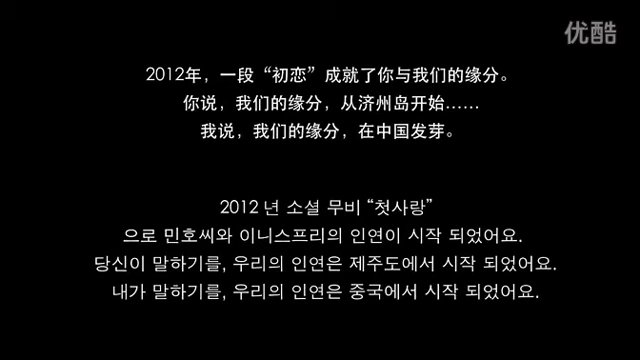 优酷
2012年，一段“初恋”成就了你与我们的缘分。
你说，我们的缘分，从济州岛开始……
我说，我们的缘分，在中国发芽。
2012 년 소셜 무비 “첫사랑”
으로 민호씨와 이니스프리의 인연이 시작 되었어요.
당신이 말하기를, 우리의 인연은 제주도에서 시작 되었어요.
내가 말하기를, 우리의 인연은 중국에서 시작 되었어요.